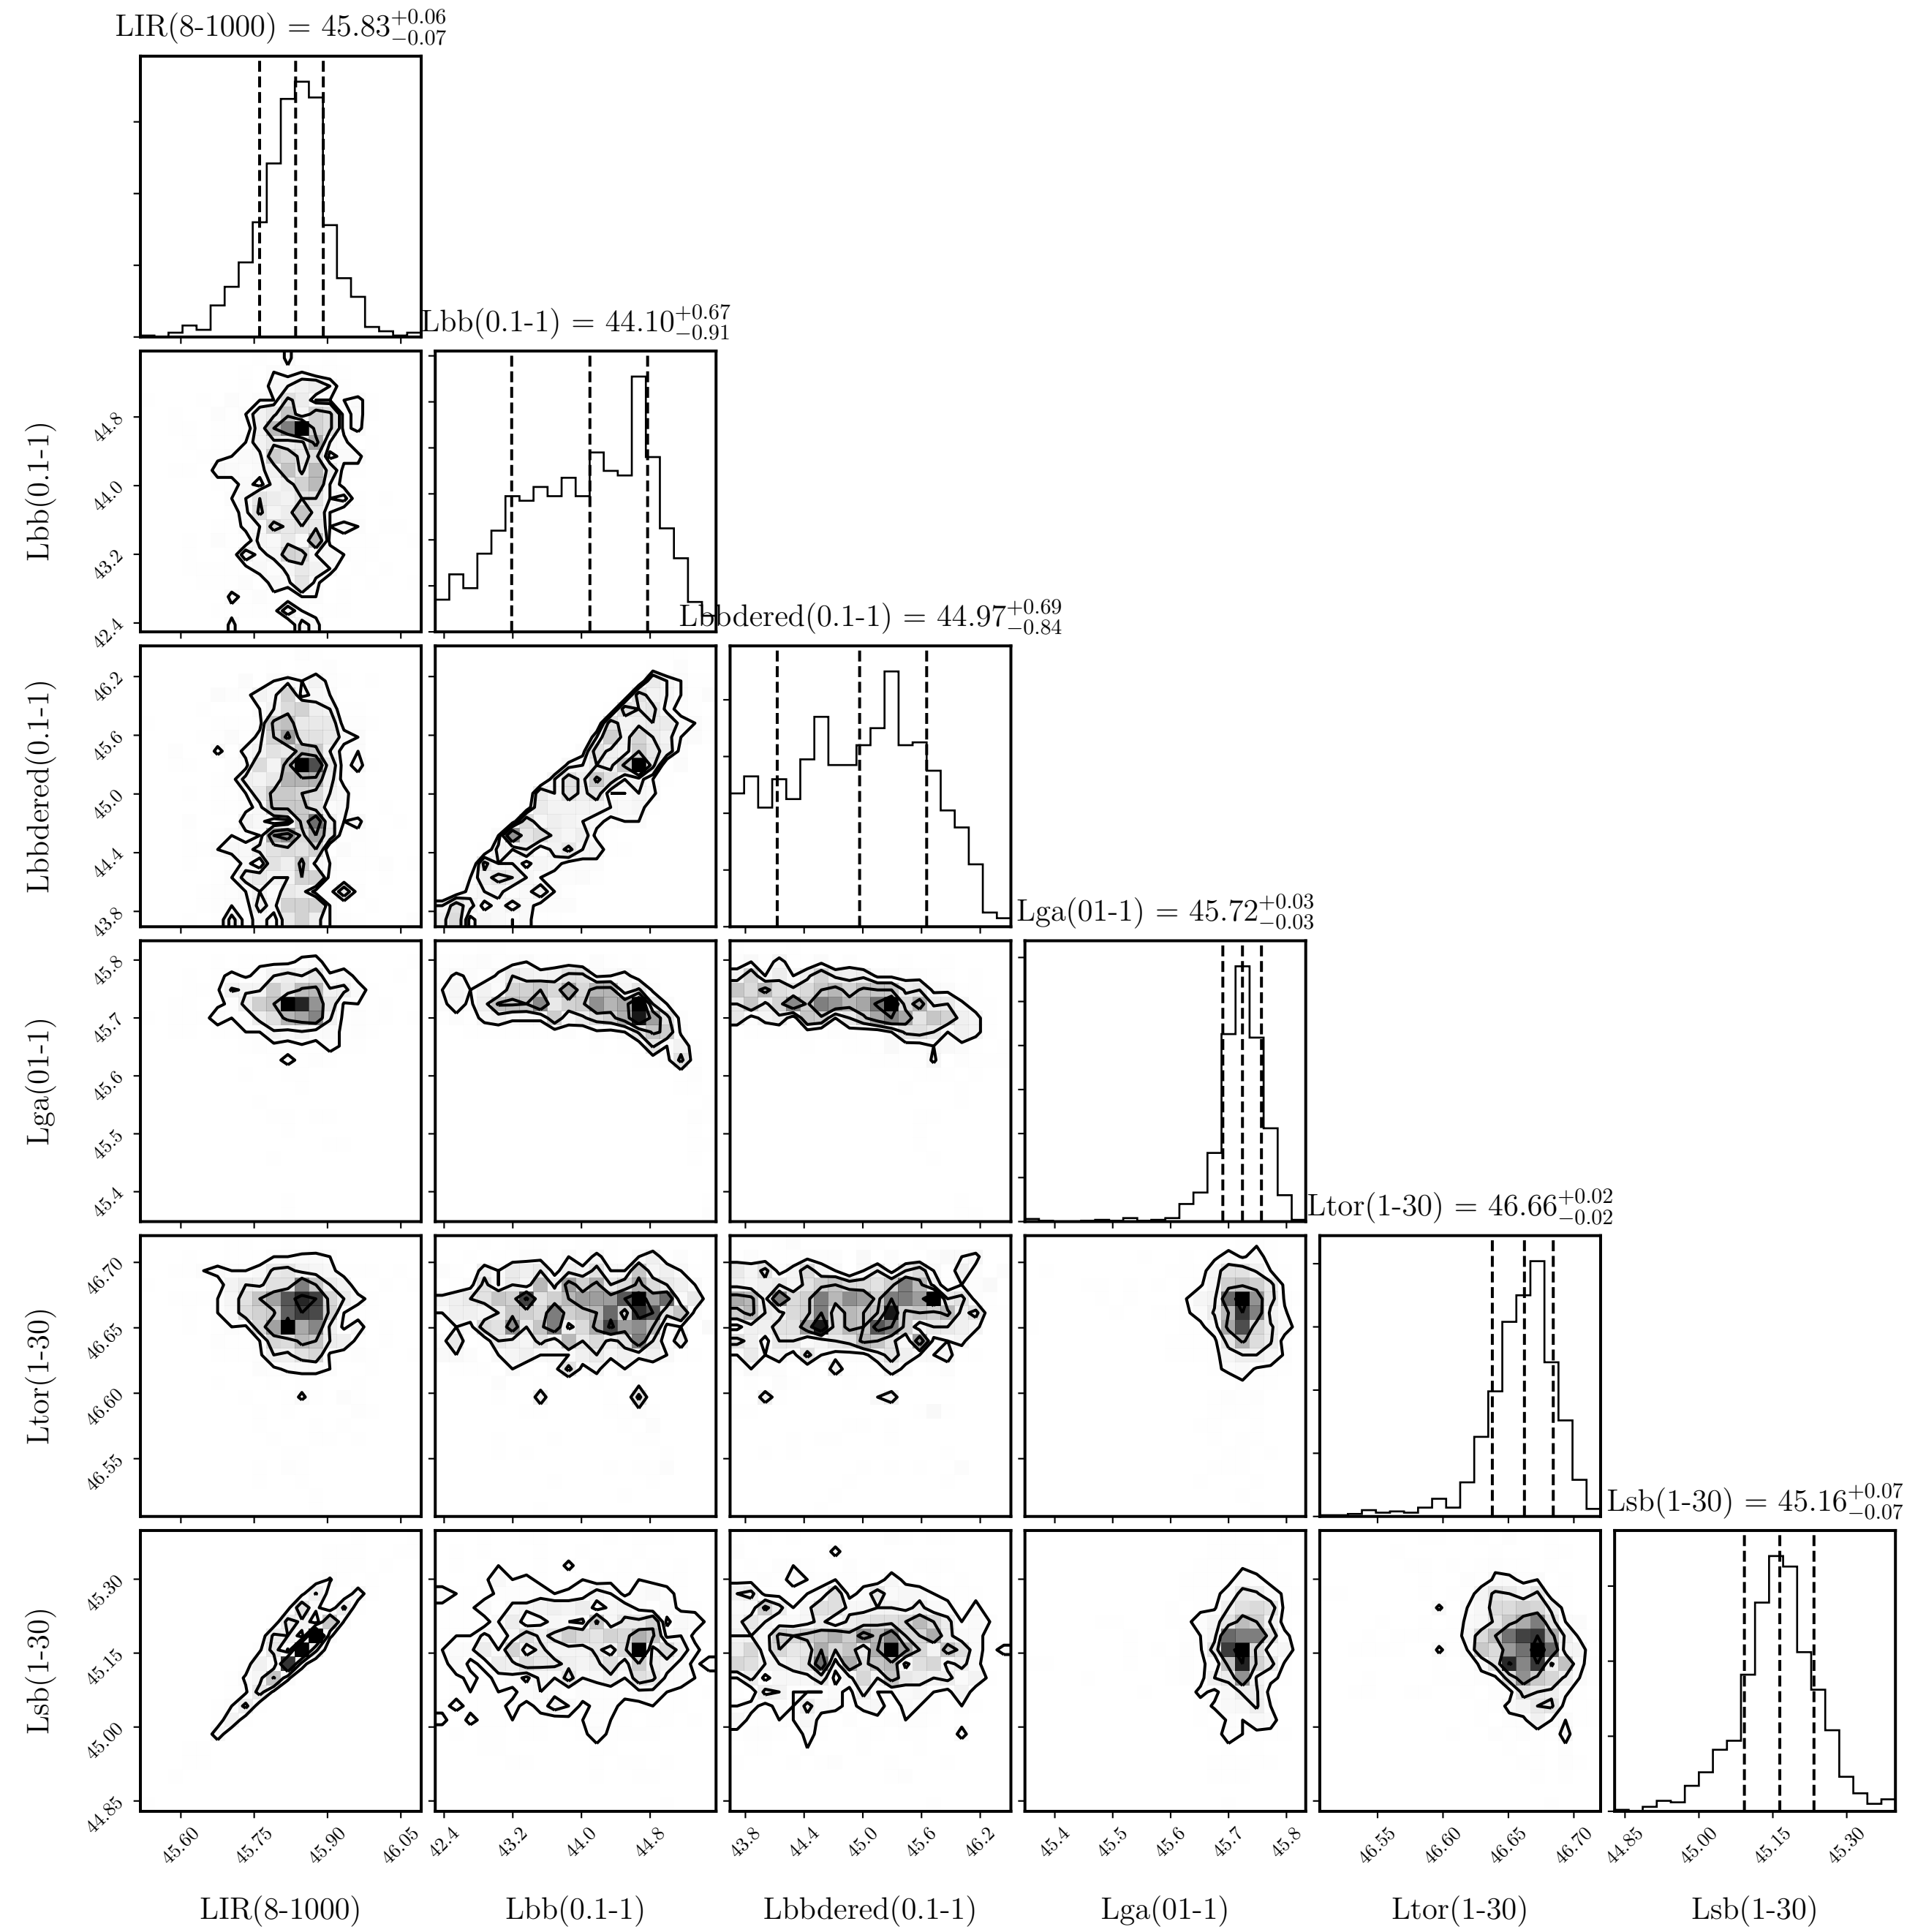 LIR(8-1000) = 45.83+0.06−0.07
Lbb(0.1-1) = 44.10+0.67−0.91
Lbb(0.1-1)
44.8
44.0
43.2
42.4
Lbbdered(0.1-1) = 44.97+0.69−0.84
Lbbdered(0.1-1)
46.2
45.6
45.0
44.4
43.8
Lga(01-1) = 45.72+0.03−0.03
Lga(01-1)
45.8
45.7
45.6
45.5
45.4
Ltor(1-30) = 46.66+0.02−0.02
Ltor(1-30)
46.70
46.65
46.60
46.55
Lsb(1-30) = 45.16+0.07−0.07
Lsb(1-30)
45.30
45.15
45.00
44.85
45.60 45.75 45.90 46.05 42.4 43.2 44.0 44.8 43.8 44.4 45.0 45.6 46.2 45.4 45.5 45.6 45.7 45.8 46.55 46.60 46.65 46.70 44.85 45.00 45.15 45.30
LIR(8-1000) Lbb(0.1-1) Lbbdered(0.1-1) Lga(01-1) Ltor(1-30) Lsb(1-30)